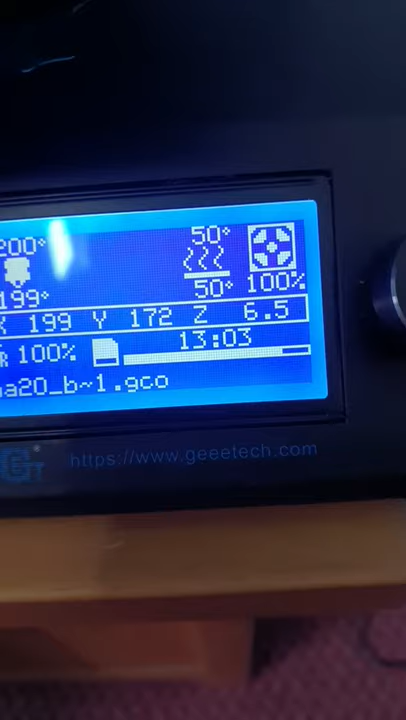 200° 50°
199° 50° 100%
X 199 Y 172 Z 6.5
R 100% 13:03
a20_b~1.gco
https://www.geeetech.com